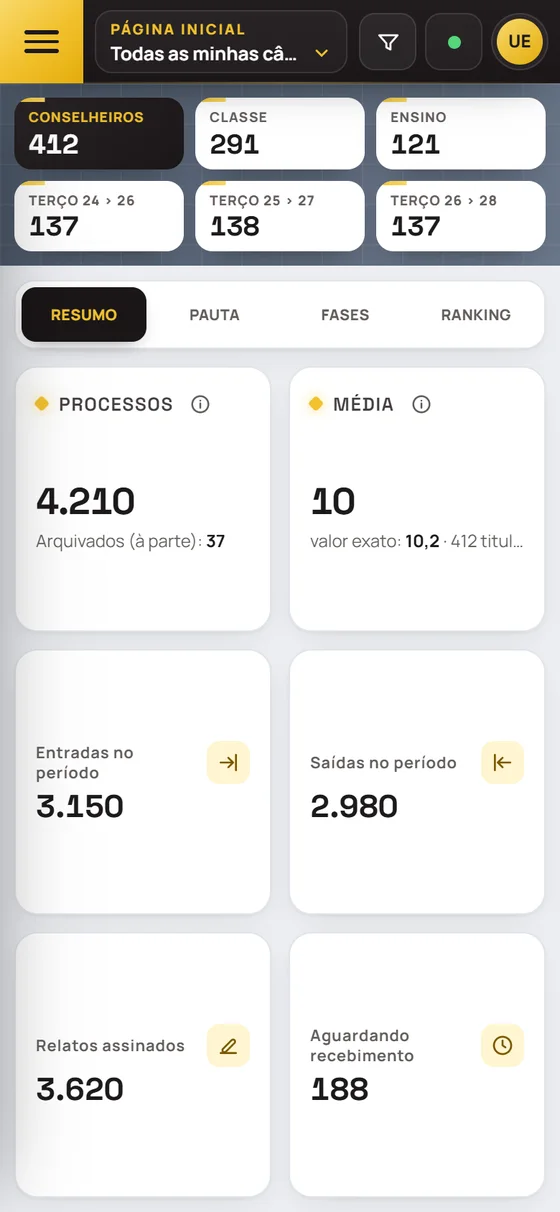 PÁGINA INICIAL
Todas as minhas câ...
UE
CONSELHEIROS
412
CLASSE
291
ENSINO
121
TERÇO 24 › 26
137
TERÇO 25 › 27
138
TERÇO 26 › 28
137
RESUMO
PAUTA
FASES
RANKING
PROCESSOS
4.210
Arquivados (à parte): 37
MÉDIA
10
valor exato: 10,2 · 412 titul...
Entradas no
período
3.150
Saídas no período
2.980
Relatos assinados
3.620
Aguardando
recebimento
188